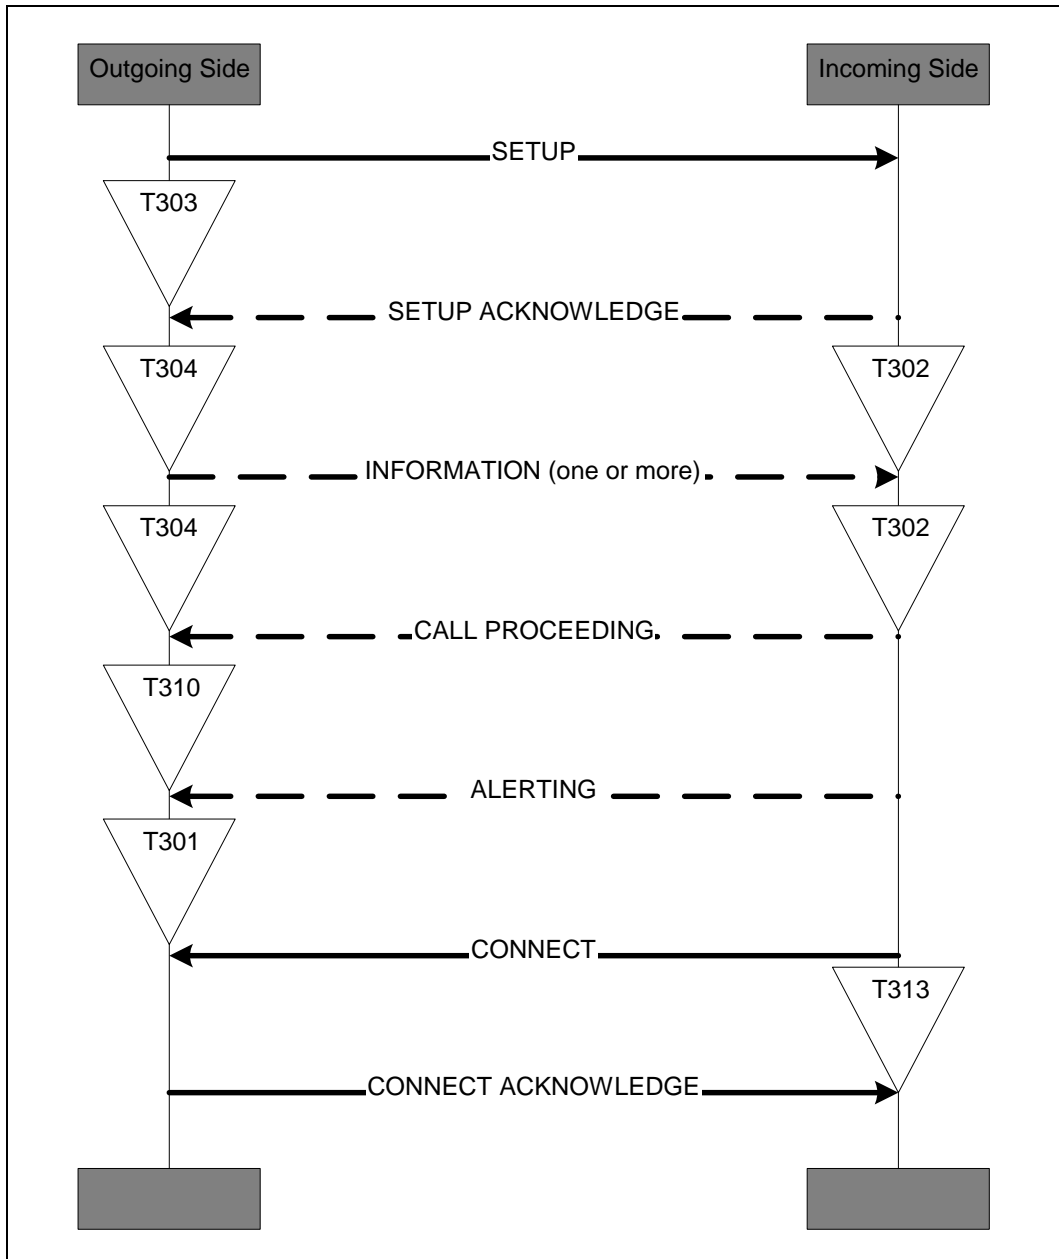 Outgoing Side
Incoming Side
SETUP
T303
SETUP ACKNOWLEDGE
T304
T302
INFORMATION (one or more)
T304
T302
CALL PROCEEDING
T310
ALERTING
T301
CONNECT
T313
CONNECT ACKNOWLEDGE